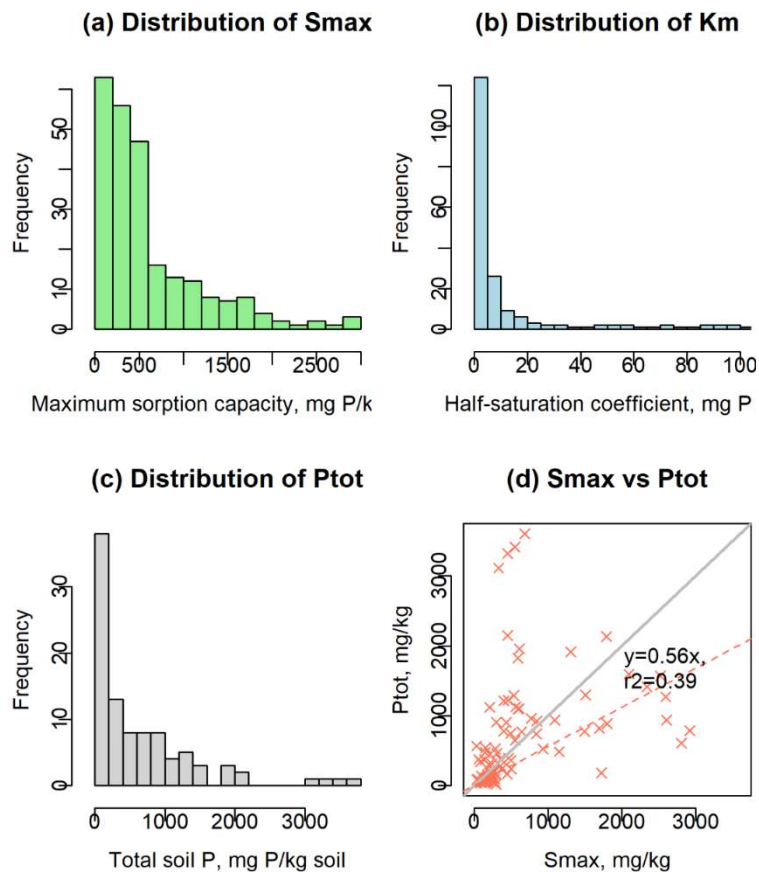 (a) Distribution of Smax
Frequency
0 10 30 50
0 500 1500 2500
Maximum sorption capacity, mg P/k
(b) Distribution of Km
Frequency
0 20 60 100
0 20 40 60 80 100
Half-saturation coefficient, mg P
(c) Distribution of Ptot
Frequency
0 10 20 30
0 1000 2000 3000
Total soil P, mg P/kg soil
(d) Smax vs Ptot
Ptot, mg/kg
0 1000 2000 3000
y=0.56x,
r2=0.39
0 1000 2000 3000
Smax, mg/kg